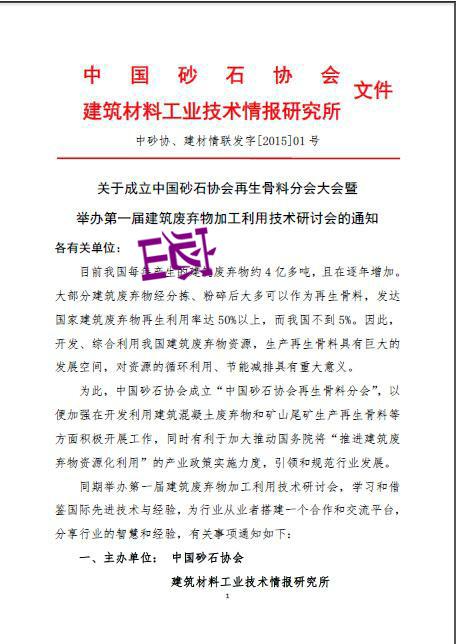 中国砂石协会
文件
建筑材料工业技术情报研究所
中砂协、建材情联发字[2015]01号
关于成立中国砂石协会再生骨料分会大会暨
举办第一届建筑废弃物加工利用技术研讨会的通知
各有关单位：
目前我国每年产生的建筑废弃物约4亿多吨，且在逐年增加。
大部分建筑废弃物经分拣、粉碎后大多可以作为再生骨料，发达
国家建筑废弃物再生利用率达50%以上，而我国不到5%。因此，
开发、综合利用我国建筑废弃物资源，生产再生骨料具有巨大的
发展空间，对资源的循环利用、节能减排具有重大意义。
为此，中国砂石协会成立“中国砂石协会再生骨料分会”，以
便加强在开发利用建筑混凝土废弃物和矿山尾矿生产再生骨料等
方面积极开展工作，同时有利于加大推动国务院将“推进建筑废
弃物资源化利用”的产业政策实施力度，引领和规范行业发展。
同期举办第一届建筑废弃物加工利用技术研讨会，学习和借
鉴国际先进技术与经验，为行业从业者搭建一个合作和交流平台，
分享行业的智慧和经验，有关事项通知如下：
一、主办单位： 中国砂石协会
建筑材料工业技术情报研究所
1